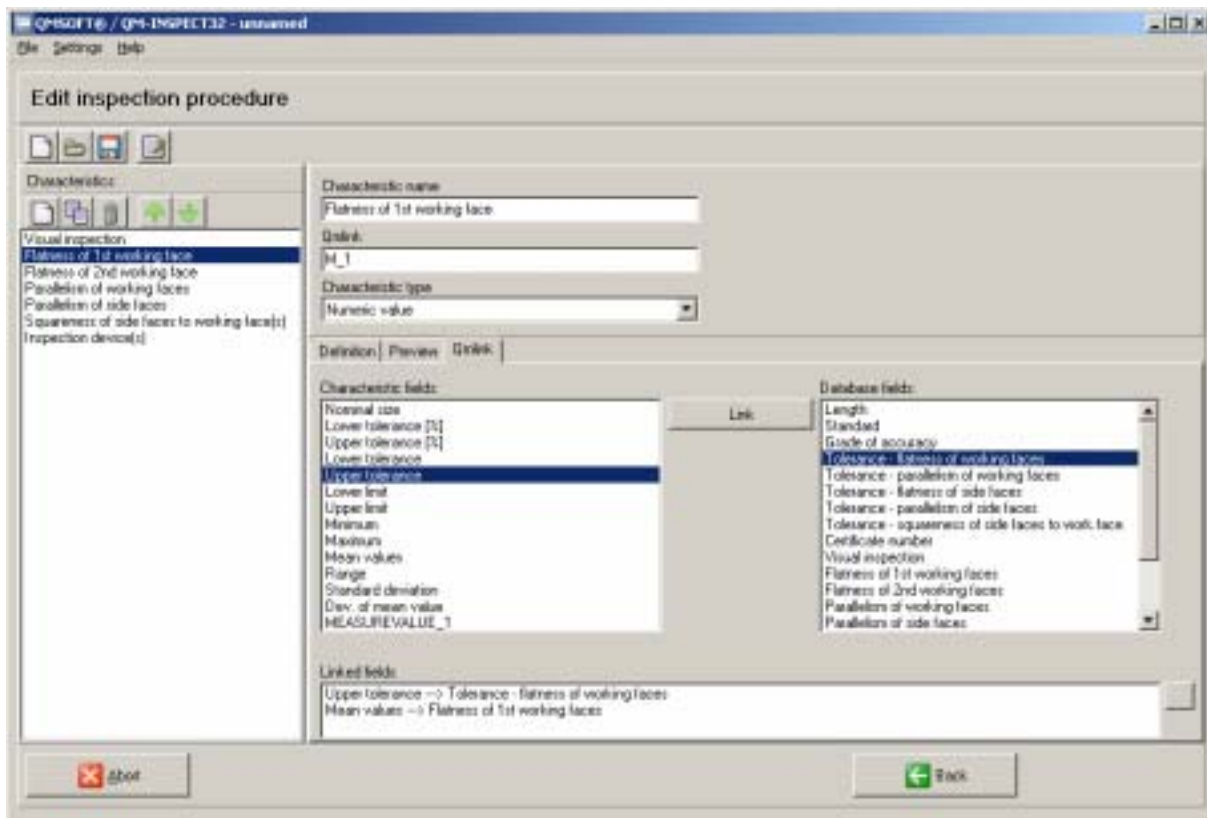 QMSOFT® / QM-INSPECT32 - unnamed
File Settings Help
Edit inspection procedure
Characteristics
Visual inspection
Flatness of 1st working face
Flatness of 2nd working face
Parallelism of working faces
Parallelism of side faces
Squareness of side faces to working face(s)
Inspection device(s)
Characteristic name
Flatness of 1st working face
Qmlink
M_1
Characteristic type
Numeric value
Definition Preview Qmlink
Characteristic fields
Nominal size
Lower tolerance [%]
Upper tolerance [%]
Lower tolerance
Upper tolerance
Lower limit
Upper limit
Minimum
Maximum
Mean values
Range
Standard deviation
Dev. of mean value
MEASUREVALUE_1
Link
Database fields
Length
Standard
Grade of accuracy
Tolerance - flatness of working faces
Tolerance - parallelism of working faces
Tolerance - flatness of side faces
Tolerance - parallelism of side faces
Tolerance - squareness of side faces to work. face
Certificate number
Visual inspection
Flatness of 1st working faces
Flatness of 2nd working faces
Parallelism of working faces
Parallelism of side faces
Linked fields
Upper tolerance --> Tolerance - flatness of working faces
Mean values --> Flatness of 1st working faces
Abort
Back